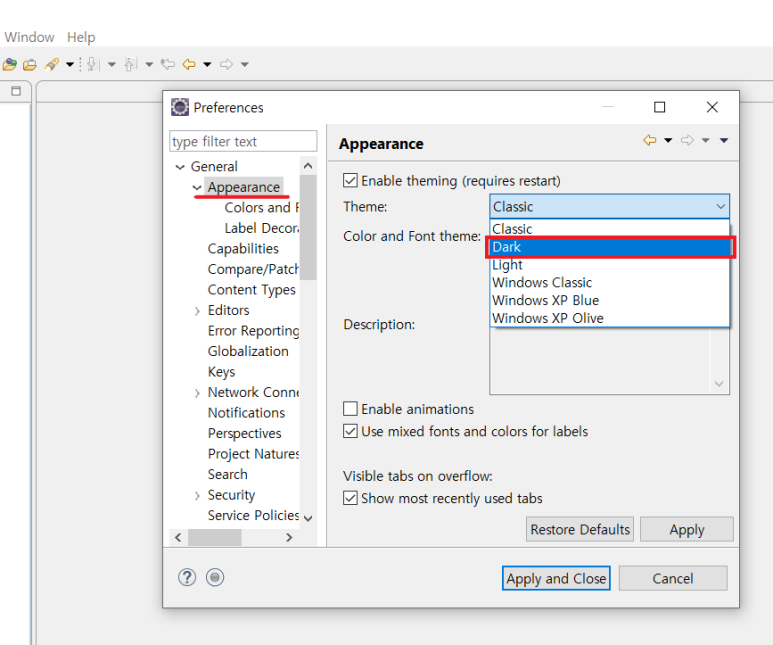 Window Help
Preferences
type filter text
Appearance
General
Appearance
Colors and F
Label Decora
Capabilities
Compare/Patch
Content Types
Editors
Error Reporting
Globalization
Keys
Network Conne
Notifications
Perspectives
Project Natures
Search
Security
Service Policies
Enable theming (requires restart)
Theme: Classic
Classic
Color and Font theme:
Dark
Light
Windows Classic
Windows XP Blue
Windows XP Olive
Description:
Enable animations
Use mixed fonts and colors for labels
Visible tabs on overflow:
Show most recently used tabs
Restore Defaults Apply
Apply and Close Cancel